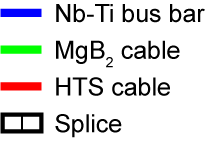 Nb-Ti bus bar
MgB₂ cable
HTS cable
Splice